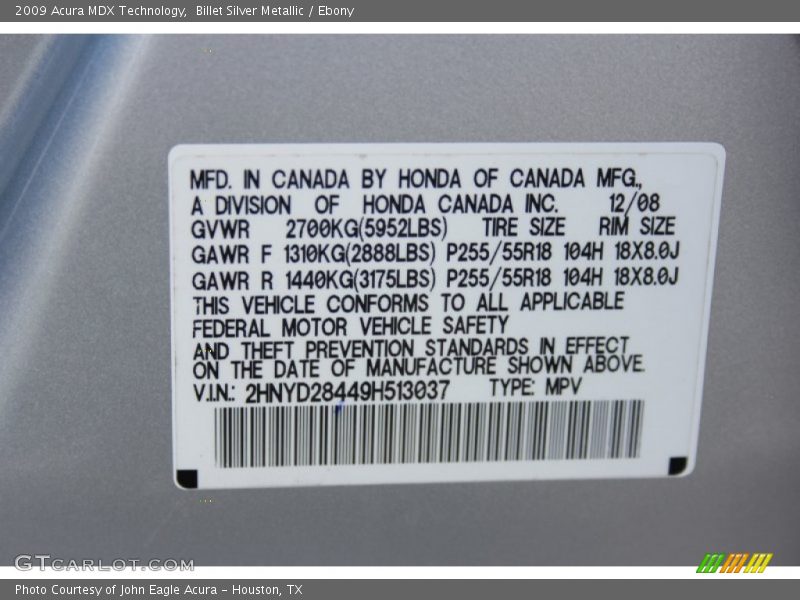 2009 Acura MDX Technology,  Billet Silver Metallic / Ebony
MFD. IN CANADA BY HONDA OF CANADA MFG.,
A DIVISION OF HONDA CANADA INC. 12/08
GVWR 2700KG(5952LBS) TIRE SIZE RIM SIZE
GAWR F 1310KG(2888LBS) P255/55R18 104H 18X8.0J
GAWR R 1440KG(3175LBS) P255/55R18 104H 18X8.0J
THIS VEHICLE CONFORMS TO ALL APPLICABLE
FEDERAL MOTOR VEHICLE SAFETY
AND THEFT PREVENTION STANDARDS IN EFFECT
ON THE DATE OF MANUFACTURE SHOWN ABOVE.
V.I.N.: 2HNYD28449H513037 TYPE: MPV
GTCARLOT.COM
Photo Courtesy of John Eagle Acura – Houston, TX